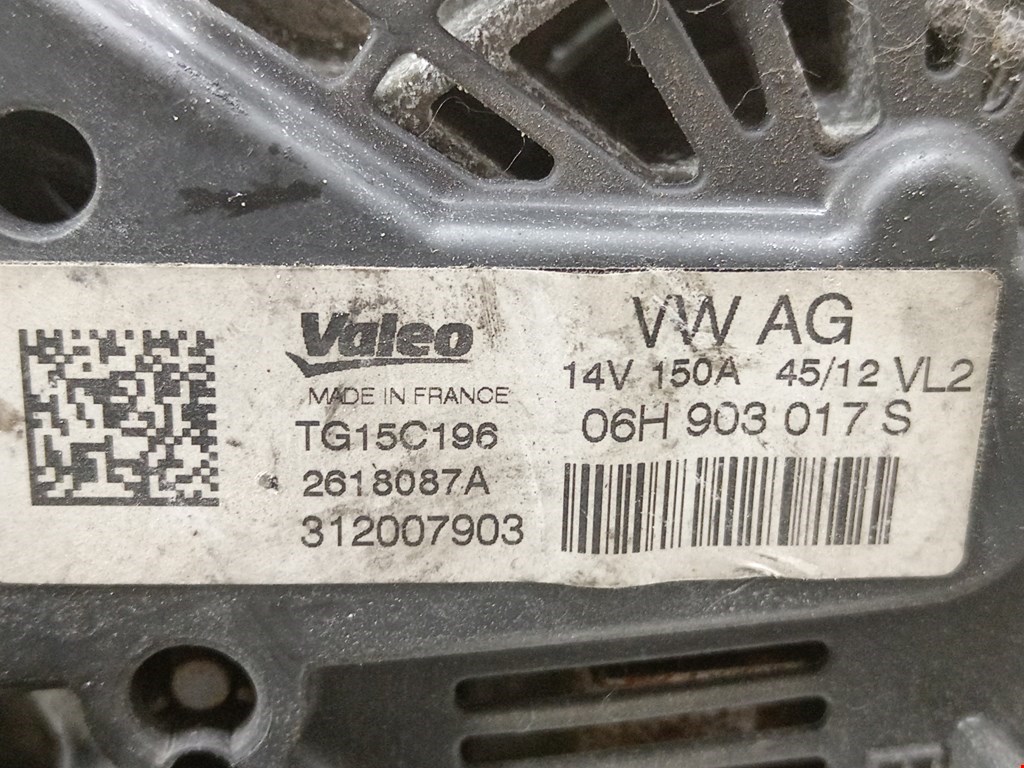 Valeo
MADE IN FRANCE
TG15C196
2618087A
312007903
VW AG
14V 150A 45/12 VL2
06H 903 017 S